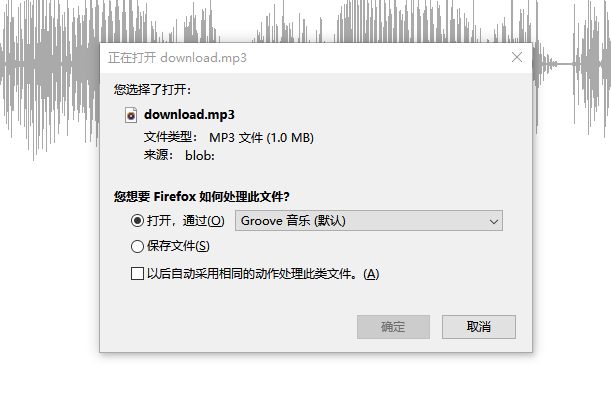 正在打开 download.mp3
您选择了打开：
download.mp3
文件类型： MP3 文件 (1.0 MB)
来源： blob:
您想要 Firefox 如何处理此文件?
打开，通过(O) Groove 音乐 (默认)
保存文件(S)
以后自动采用相同的动作处理此类文件。(A)
确定 取消